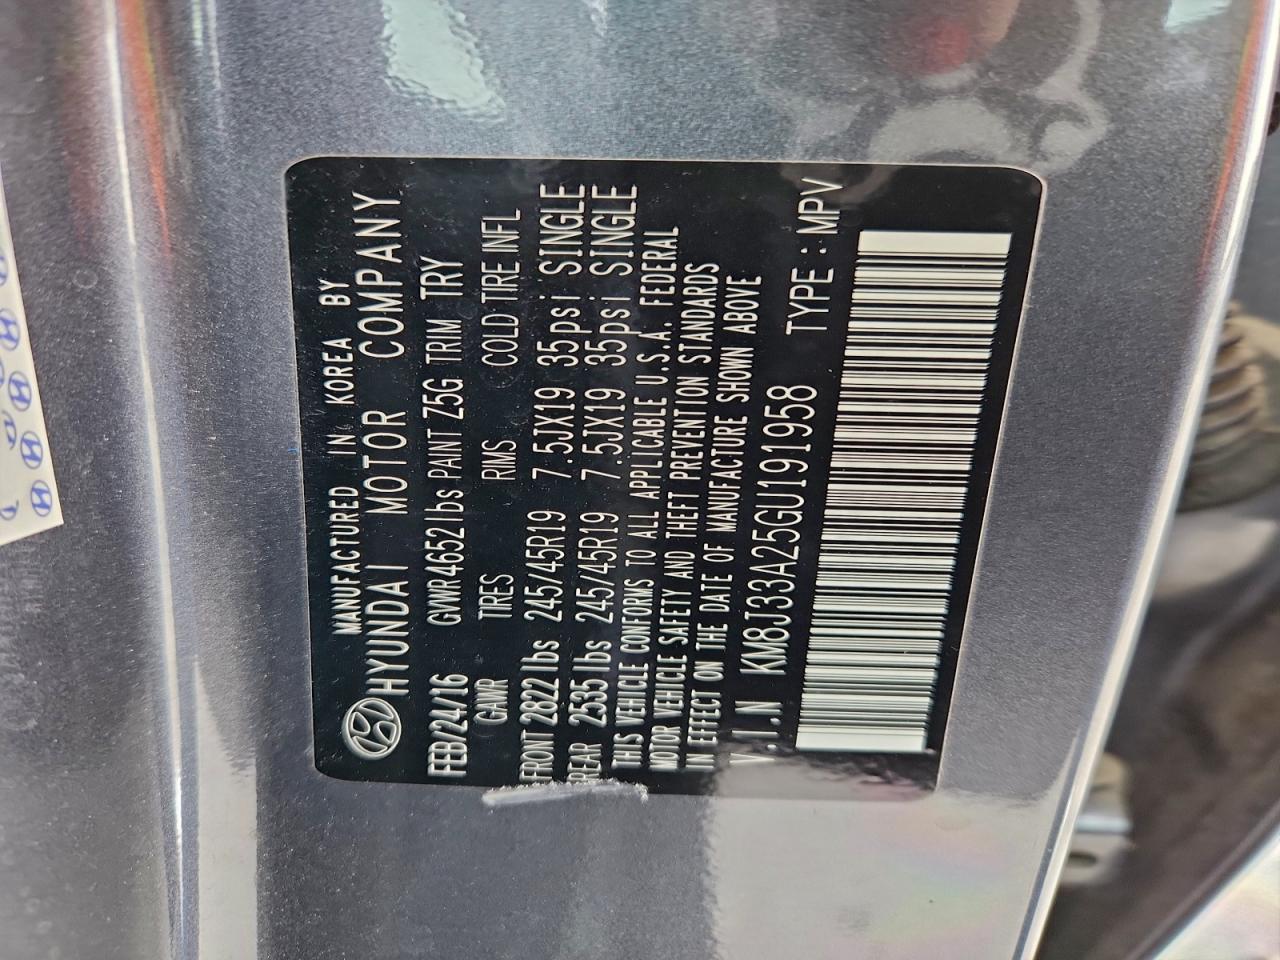 MANUFACTURED IN KOREA BY
HYUNDAI MOTOR COMPANY
FEB/24/16 GVWR 4652 lbs PAINT Z5G TRIM TRY
GAWR TIRES RIMS COLD TIRE INFL
FRONT 2822 lbs 245/45R19 7.5JX19 35psi SINGLE
REAR 2535 lbs 245/45R19 7.5JX19 35psi SINGLE
THIS VEHICLE CONFORMS TO ALL APPLICABLE U.S.A. FEDERAL
MOTOR VEHICLE SAFETY AND THEFT PREVENTION STANDARDS
IN EFFECT ON THE DATE OF MANUFACTURE SHOWN ABOVE
V.I.N KM8J33A25GU191958 TYPE : MPV